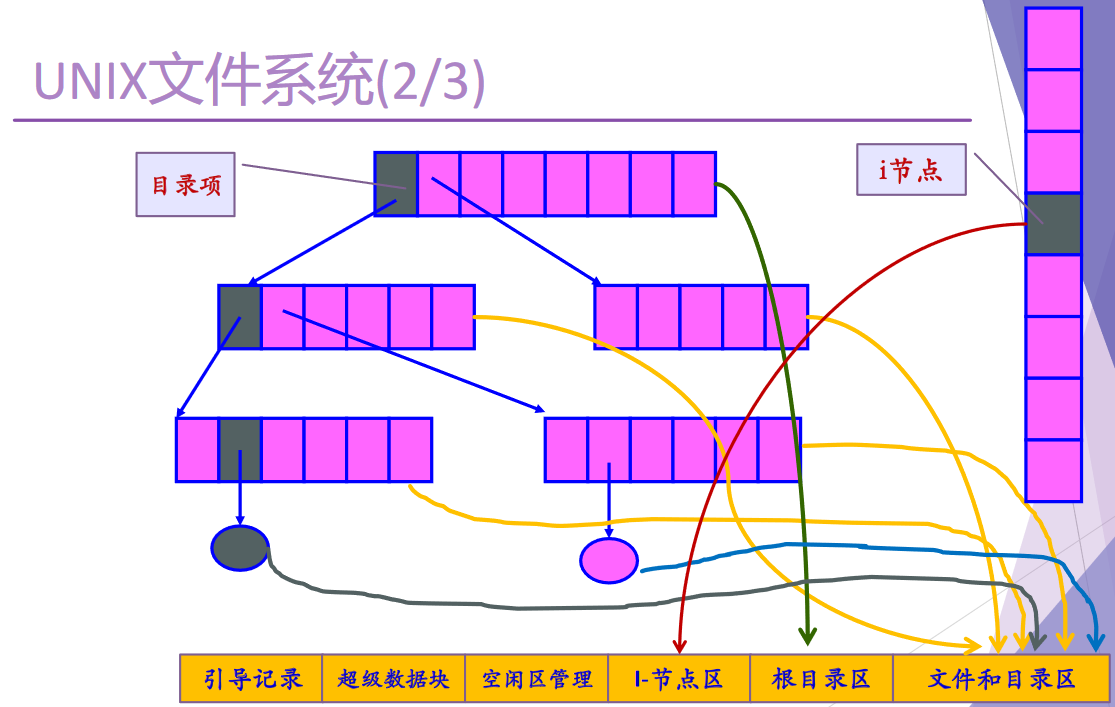 UNIX文件系统(2/3)
目录项
i节点
引导记录
超级数据块
空闲区管理
I-节点区
根目录区
文件和目录区